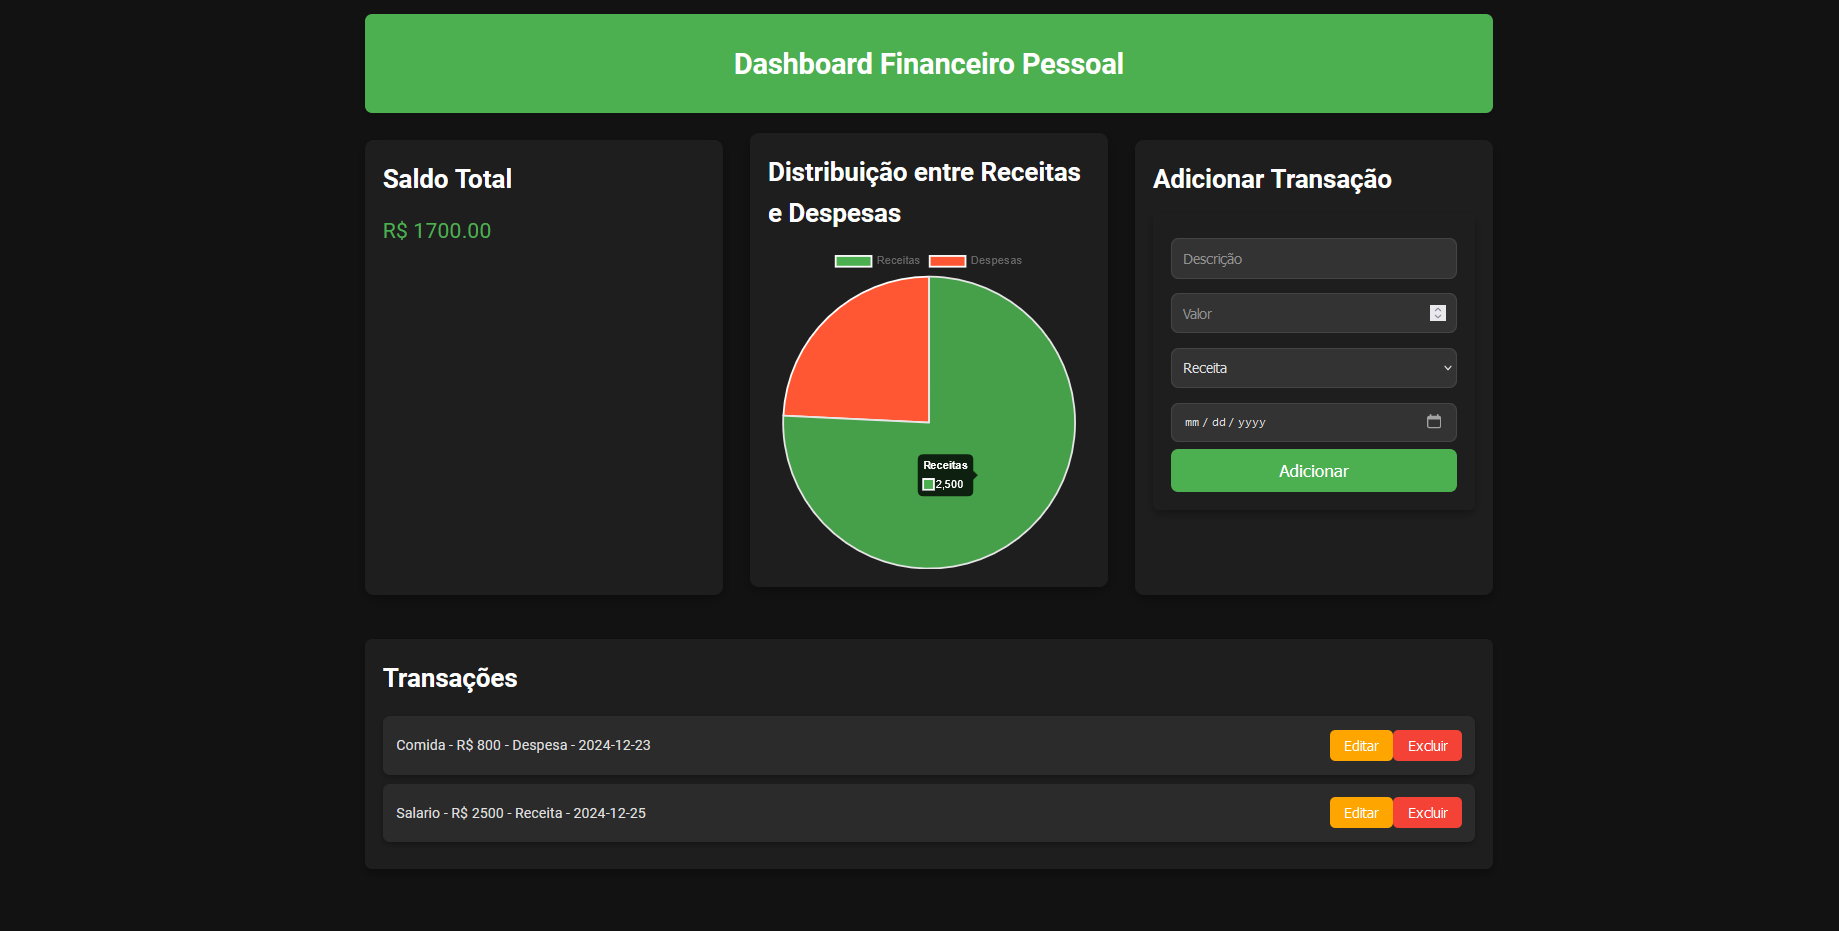 Dashboard Financeiro Pessoal
Saldo Total
R$ 1700.00
Distribuição entre Receitas
e Despesas
Receitas Despesas
Receitas
2,500
Adicionar Transação
Descrição
Valor
Receita
mm / dd / yyyy
Adicionar
Transações
Comida - R$ 800 - Despesa - 2024-12-23
Editar Excluir
Salario - R$ 2500 - Receita - 2024-12-25
Editar Excluir